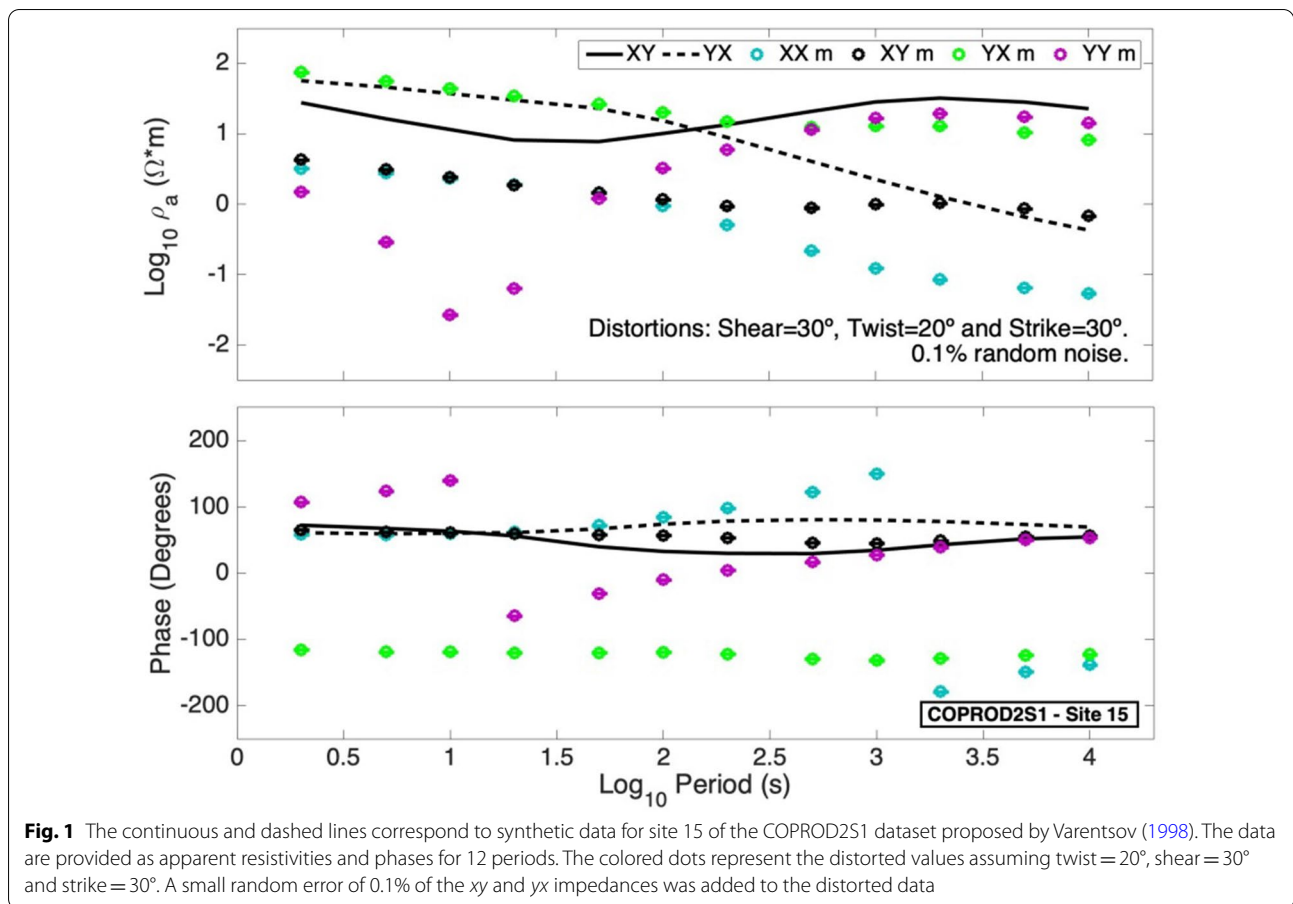 XY YX XX m XY m YX m YY m
2
1
0
-1
-2
Log10 ρa (Ω*m)
Distortions: Shear=30º, Twist=20º and Strike=30º.
0.1% random noise.
200
100
0
-100
-200
Phase (Degrees)
COPROD2S1 - Site 15
0 0.5 1 1.5 2 2.5 3 3.5 4
Log10 Period (s)
Fig. 1 The continuous and dashed lines correspond to synthetic data for site 15 of the COPROD2S1 dataset proposed by Varentsov (1998). The data
are provided as apparent resistivities and phases for 12 periods. The colored dots represent the distorted values assuming twist = 20°, shear = 30°
and strike = 30°. A small random error of 0.1% of the xy and yx impedances was added to the distorted data